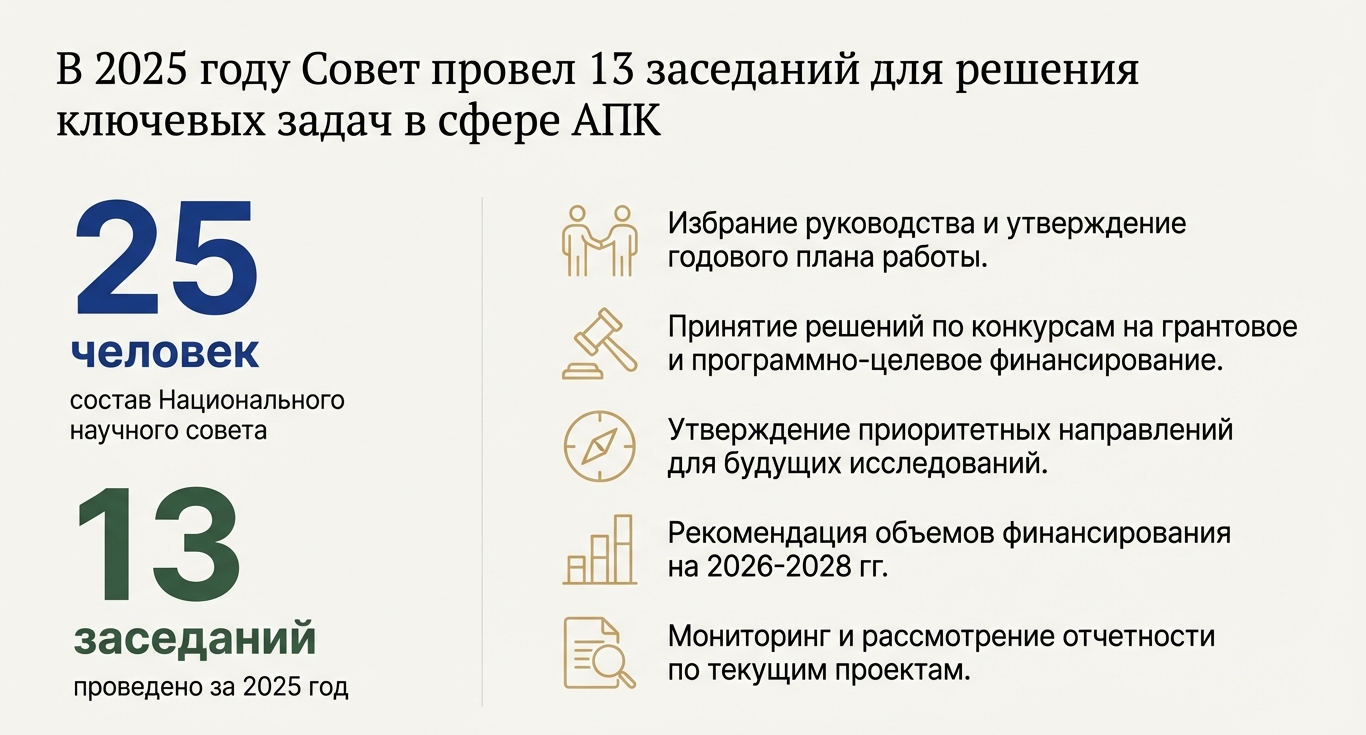 В 2025 году Совет провел 13 заседаний для решения
ключевых задач в сфере АПК
25
человек
состав Национального
научного совета
13
заседаний
проведено за 2025 год
Избрание руководства и утверждение
годового плана работы.
Принятие решений по конкурсам на грантовое
и программно-целевое финансирование.
Утверждение приоритетных направлений
для будущих исследований.
Рекомендация объемов финансирования
на 2026-2028 гг.
Мониторинг и рассмотрение отчетности
по текущим проектам.